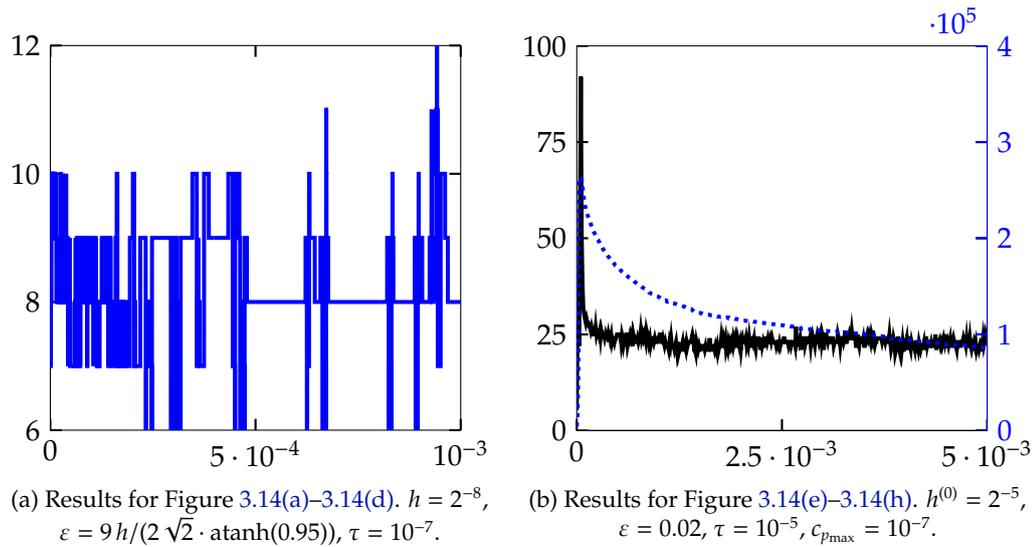 ·10⁵
12
10
8
6
0
5 · 10⁻⁴
10⁻³
100
75
50
25
0
4
3
2
1
0
0
2.5 · 10⁻³
5 · 10⁻³
(a) Results for Figure 3.14(a)–3.14(d). h = 2⁻⁸,
ε = 9 h/(2 √2 · atanh(0.95)), τ = 10⁻⁷.
(b) Results for Figure 3.14(e)–3.14(h). h⁽⁰⁾ = 2⁻⁵,
ε = 0.02, τ = 10⁻⁵, c_{p_max} = 10⁻⁷.